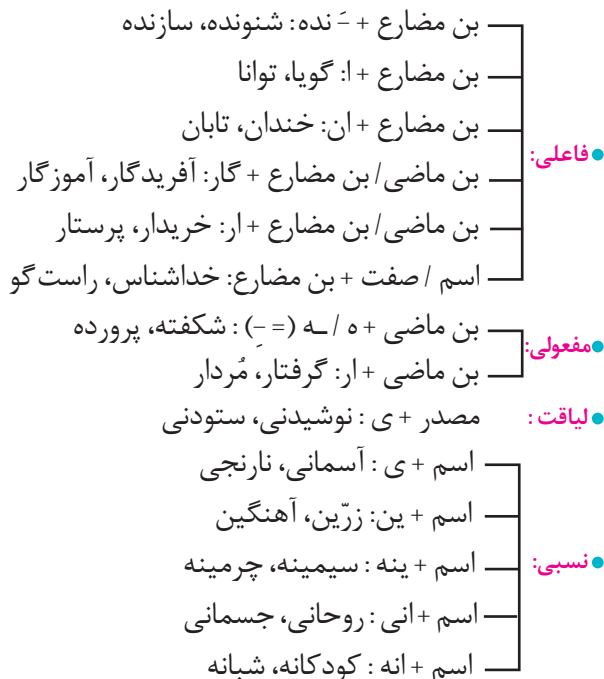 بن مضارع + ــَ نده: شنونده، سازنده
بن مضارع + ا: گویا، توانا
بن مضارع + ان: خندان، تابان
فاعلی:
بن ماضی/ بن مضارع + گار: آفریدگار، آموزگار
بن ماضی/ بن مضارع + ار: خریدار، پرستار
اسم / صفت + بن مضارع: خداشناس، راست‌گو
بن ماضی + ه / ــه (= ــِ) : شکفته، پرورده
مفعولی:
بن ماضی + ار: گرفتار، مُردار
لیاقت : مصدر + ی : نوشیدنی، ستودنی
اسم + ی : آسمانی، نارنجی
اسم + ین: زرّین، آهنگین
نسبی: اسم + ینه : سیمینه، چرمینه
اسم + انی : روحانی، جسمانی
اسم + انه : کودکانه، شبانه